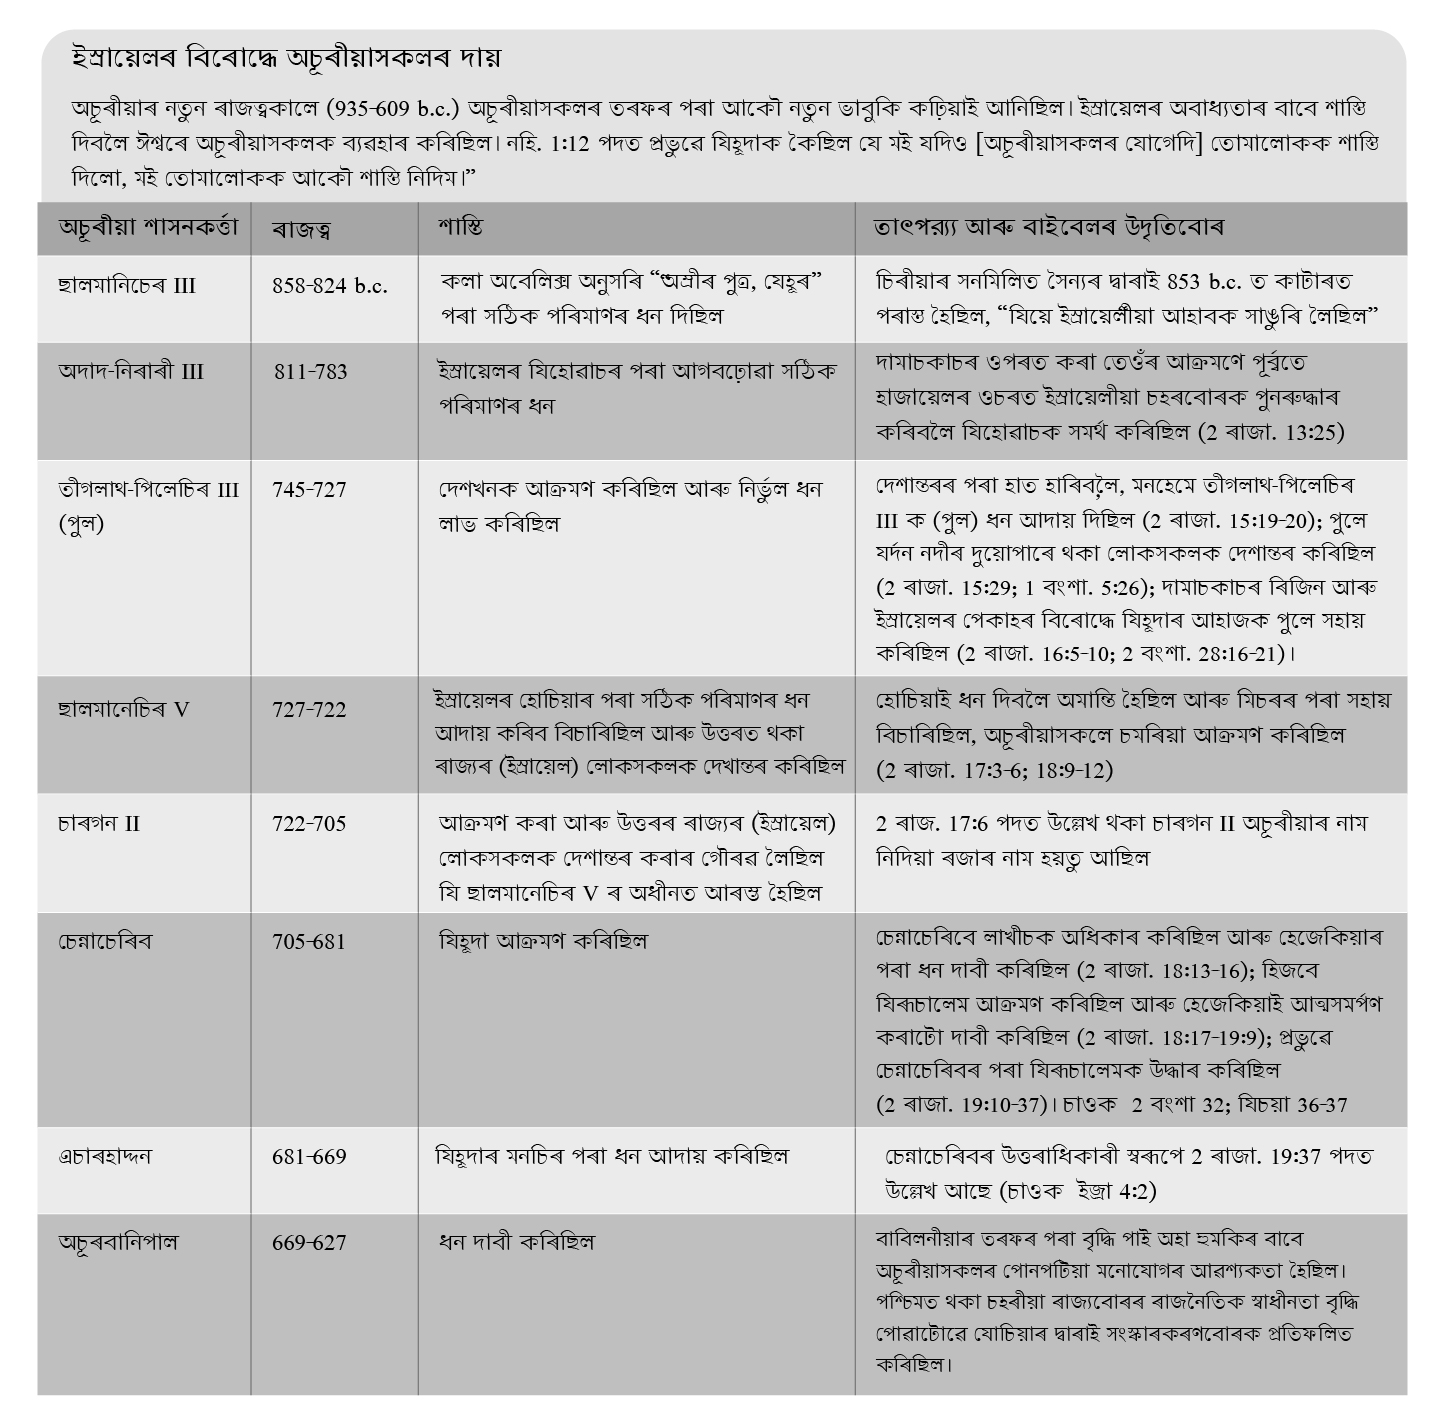 ইস্ৰায়েলৰ বিৰোদ্ধে অচূৰীয়াসকলৰ দায়
অচূৰীয়াৰ নতুন ৰাজত্বকালে (935-609 b.c.) অচূৰীয়াসকলৰ তৰফৰ পৰা আকৌ নতুন ভাবুকি কঢ়িয়াই আনিছিল। ইস্ৰায়েলৰ অবাধ্যতাৰ বাবে শাস্তি
দিবলৈ ঈশ্বৰে অচূৰীয়াসকলক ব্যৱহাৰ কৰিছিল। নহি. 1:12 পদত প্ৰভুৱে যিহূদাক কৈছিল যে মই যদিও [অচূৰীয়াসকলৰ যোগেদি] তোমালোকক শাস্তি
দিলো, মই তোমালোকক আকৌ শাস্তি নিদিম।”
অচূৰীয়া শাসনকৰ্ত্তা ৰাজত্ব শাস্তি তাৎপৰ্য্য আৰু বাইবেলৰ উদৃতিবোৰ
ছালমানিচেৰ III 858-824 b.c. কলা অবেলিক্স অনুসৰি “অম্ৰীৰ পুত্ৰ, যেহূৰ”
পৰা সঠিক পৰিমাণৰ ধন দিছিল
চিৰীয়াৰ সনমিলিত সৈন্যৰ দ্বাৰাই 853 b.c. ত কাৰ্টাৰত
পৰাস্ত হৈছিল, “যিয়ে ইস্ৰায়েলীয়া আহাবক সাঙুৰি লৈছিল”
অদাদ-নিৰাৰী III 811-783 ইস্ৰায়েলৰ যিহোৱাচৰ পৰা আগবঢ়োৱা সঠিক
পৰিমাণৰ ধন
দামাচকাচৰ ওপৰত কৰা তেওঁৰ আক্ৰমণে পূৰ্ব্বতে
হাজায়েলৰ ওচৰত ইস্ৰায়েলীয়া চহৰবোৰক পুনৰুদ্ধাৰ
কৰিবলৈ যিহোৱাচক সমৰ্থ কৰিছিল (2 ৰাজা. 13:25)
তীগলাথ-পিলেচিৰ III
(পুল)
745-727 দেশখনক আক্ৰমণ কৰিছিল আৰু নিৰ্ভুল ধন
লাভ কৰিছিল
দেশান্তৰৰ পৰা হাত হাৰিবলৈ, মনহেমে তীগলাথ-পিলেচিৰ
III ক (পুল) ধন আদায় দিছিল (2 ৰাজা. 15:19-20); পুলে
যৰ্দন নদীৰ দুয়োপাৰে থকা লোকসকলক দেশান্তৰ কৰিছিল
(2 ৰাজা. 15:29; 1 বংশা. 5:26); দামাচকাচৰ ৰিজিন আৰু
ইস্ৰায়েলৰ পেকাহৰ বিৰোদ্ধে যিহূদাৰ আহাজক পুলে সহায়
কৰিছিল (2 ৰাজা. 16:5-10; 2 বংশা. 28:16-21)।
ছালমানেচিৰ V 727-722 ইস্ৰায়েলৰ হোচিয়াৰ পৰা সঠিক পৰিমাণৰ ধন
আদায় কৰিব বিচাৰিছিল আৰু উত্তৰত থকা
ৰাজ্যৰ (ইস্ৰায়েল) লোকসকলক দেখান্তৰ কৰিছিল
হোচিয়াই ধন দিবলৈ অমান্তি হৈছিল আৰু মিচৰৰ পৰা সহায়
বিচাৰিছিল, অচূৰীয়াসকলে চমৰিয়া আক্ৰমণ কৰিছিল
(2 ৰাজা. 17:3-6; 18:9-12)
চাৰগন II 722-705 আক্ৰমণ কৰা আৰু উত্তৰৰ ৰাজ্যৰ (ইস্ৰায়েল)
লোকসকলক দেশান্তৰ কৰাৰ গৌৰৱ লৈছিল
যি ছালমানেচিৰ V ৰ অধীনত আৰম্ভ হৈছিল
2 ৰাজ. 17:6 পদত উল্লেখ থকা চাৰগন II অচূৰীয়াৰ নাম
নিদিয়া ৰজাৰ নাম হয়তু আছিল
চেন্নাচেৰিব 705-681 যিহূদা আক্ৰমণ কৰিছিল
চেন্নাচেৰিবে লাখীচক অধিকাৰ কৰিছিল আৰু হেজেকিয়াৰ
পৰা ধন দাবী কৰিছিল (2 ৰাজা. 18:13-16); হিজবে
যিৰূচালেম আক্ৰমণ কৰিছিল আৰু হেজেকিয়াই আত্মসমৰ্পণ
কৰাটো দাবী কৰিছিল (2 ৰাজা. 18:17-19:9); প্ৰভুৱে
চেন্নাচেৰিবৰ পৰা যিৰূচালেমক উদ্ধাৰ কৰিছিল
(2 ৰাজা. 19:10-37)। চাওক 2 বংশা 32; যিচয়া 36-37
এচাৰহাদ্দন 681-669 যিহূদাৰ মনচিৰ পৰা ধন আদায় কৰিছিল
চেন্নাচেৰিবৰ উত্তৰাধিকাৰী স্বৰূপে 2 ৰাজা. 19:37 পদত
উল্লেখ আছে (চাওক ইজ্ৰা 4:2)
অচূৰবানিপাল 669-627 ধন দাবী কৰিছিল
বাবিলনীয়াৰ তৰফৰ পৰা বৃদ্ধি পাই অহা হুমকিৰ বাবে
অচূৰীয়াসকলৰ পোনপটিয়া মনোযোগৰ আৱশ্যকতা হৈছিল।
পশ্চিমত থকা চহৰীয়া ৰাজ্যবোৰৰ ৰাজনৈতিক স্বাধীনতা বৃদ্ধি
পোৱাটোৱে যোচিয়াৰ দ্বাৰাই সংস্কাৰকৰণবোৰক প্ৰতিফলিত
কৰিছিল।